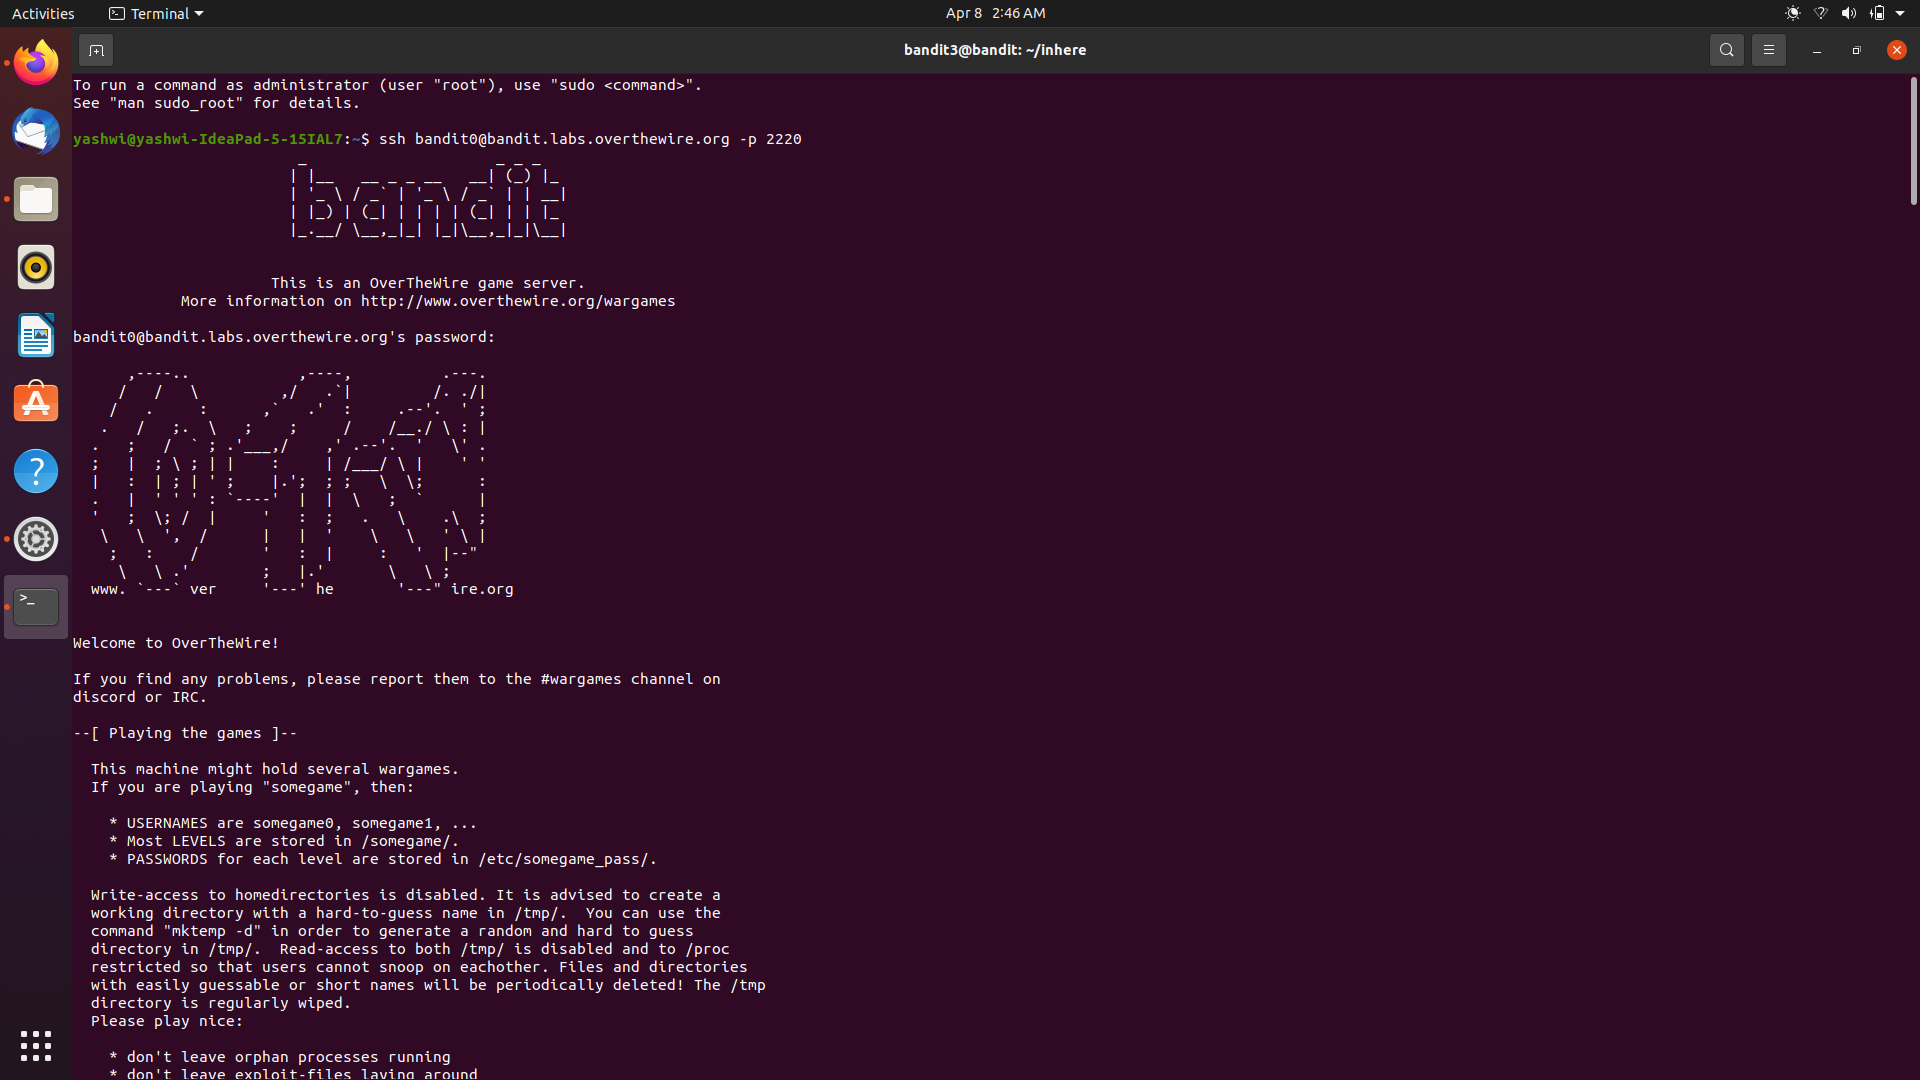 Activities
Terminal
Apr 8 2:46 AM
bandit3@bandit: ~/inhere
To run a command as administrator (user "root"), use "sudo <command>".
See "man sudo_root" for details.
yashwi@yashwi-IdeaPad-5-15IAL7:~$ ssh bandit0@bandit.labs.overthewire.org -p 2220
bandit
This is an OverTheWire game server.
More information on http://www.overthewire.org/wargames
bandit0@bandit.labs.overthewire.org's password:
www. `---` ver '---' he '---" ire.org
Welcome to OverTheWire!
If you find any problems, please report them to the #wargames channel on
discord or IRC.
--[ Playing the games ]--
This machine might hold several wargames.
If you are playing "somegame", then:
* USERNAMES are somegame0, somegame1, ...
* Most LEVELS are stored in /somegame/.
* PASSWORDS for each level are stored in /etc/somegame_pass/.
Write-access to homedirectories is disabled. It is advised to create a
working directory with a hard-to-guess name in /tmp/. You can use the
command "mktemp -d" in order to generate a random and hard to guess
directory in /tmp/. Read-access to both /tmp/ is disabled and to /proc
restricted so that users cannot snoop on eachother. Files and directories
with easily guessable or short names will be periodically deleted! The /tmp
directory is regularly wiped.
Please play nice:
* don't leave orphan processes running
* don't leave exploit-files laying around